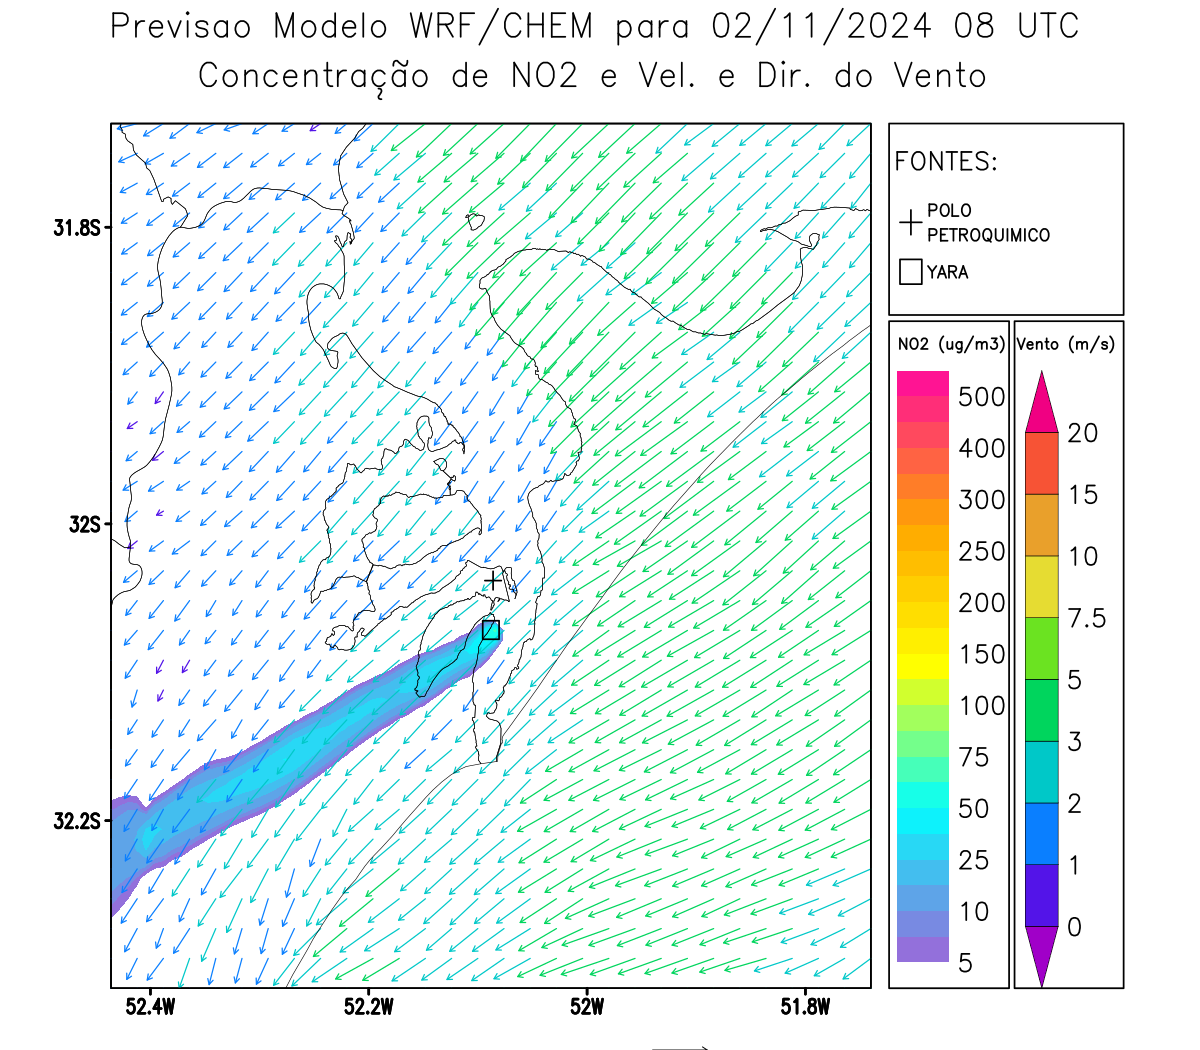 Previsao Modelo WRF/CHEM para 02/11/2024 08 UTC
Concentração de NO2 e Vel. e Dir. do Vento
FONTES:
POLO
PETROQUIMICO
YARA
NO2 (ug/m3)
500
400
300
250
200
150
100
75
50
25
10
5
Vento (m/s)
20
15
10
7.5
5
3
2
1
0
31.8S
32S
32.2S
52.4W
52.2W
52W
51.8W